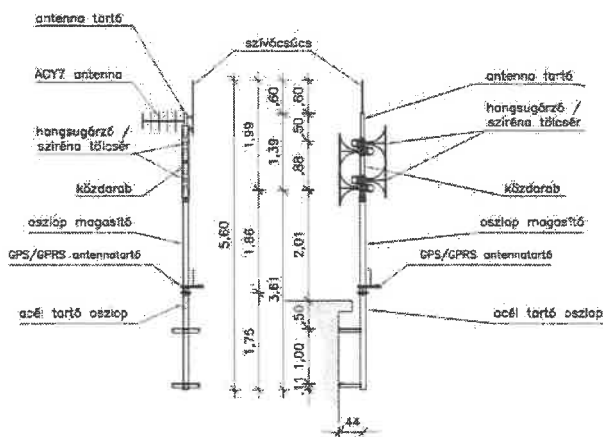 antenna tartó
szívócsúcs
ACY7 antenna
antenna tartó
hangsugárzó /
sziréna tölcsér
hangsugárzó /
sziréna tölcsér
közdarab
közdarab
oszlop magasító
oszlop magasító
GPS/GPRS antennatartó
GPS/GPRS antennatartó
acél tartó oszlop
acél tartó oszlop
5,60
1,99
1,86
1,75
,60
1,39
3,61
,60
,50
,88
2,01
,50
1,00
,11
44